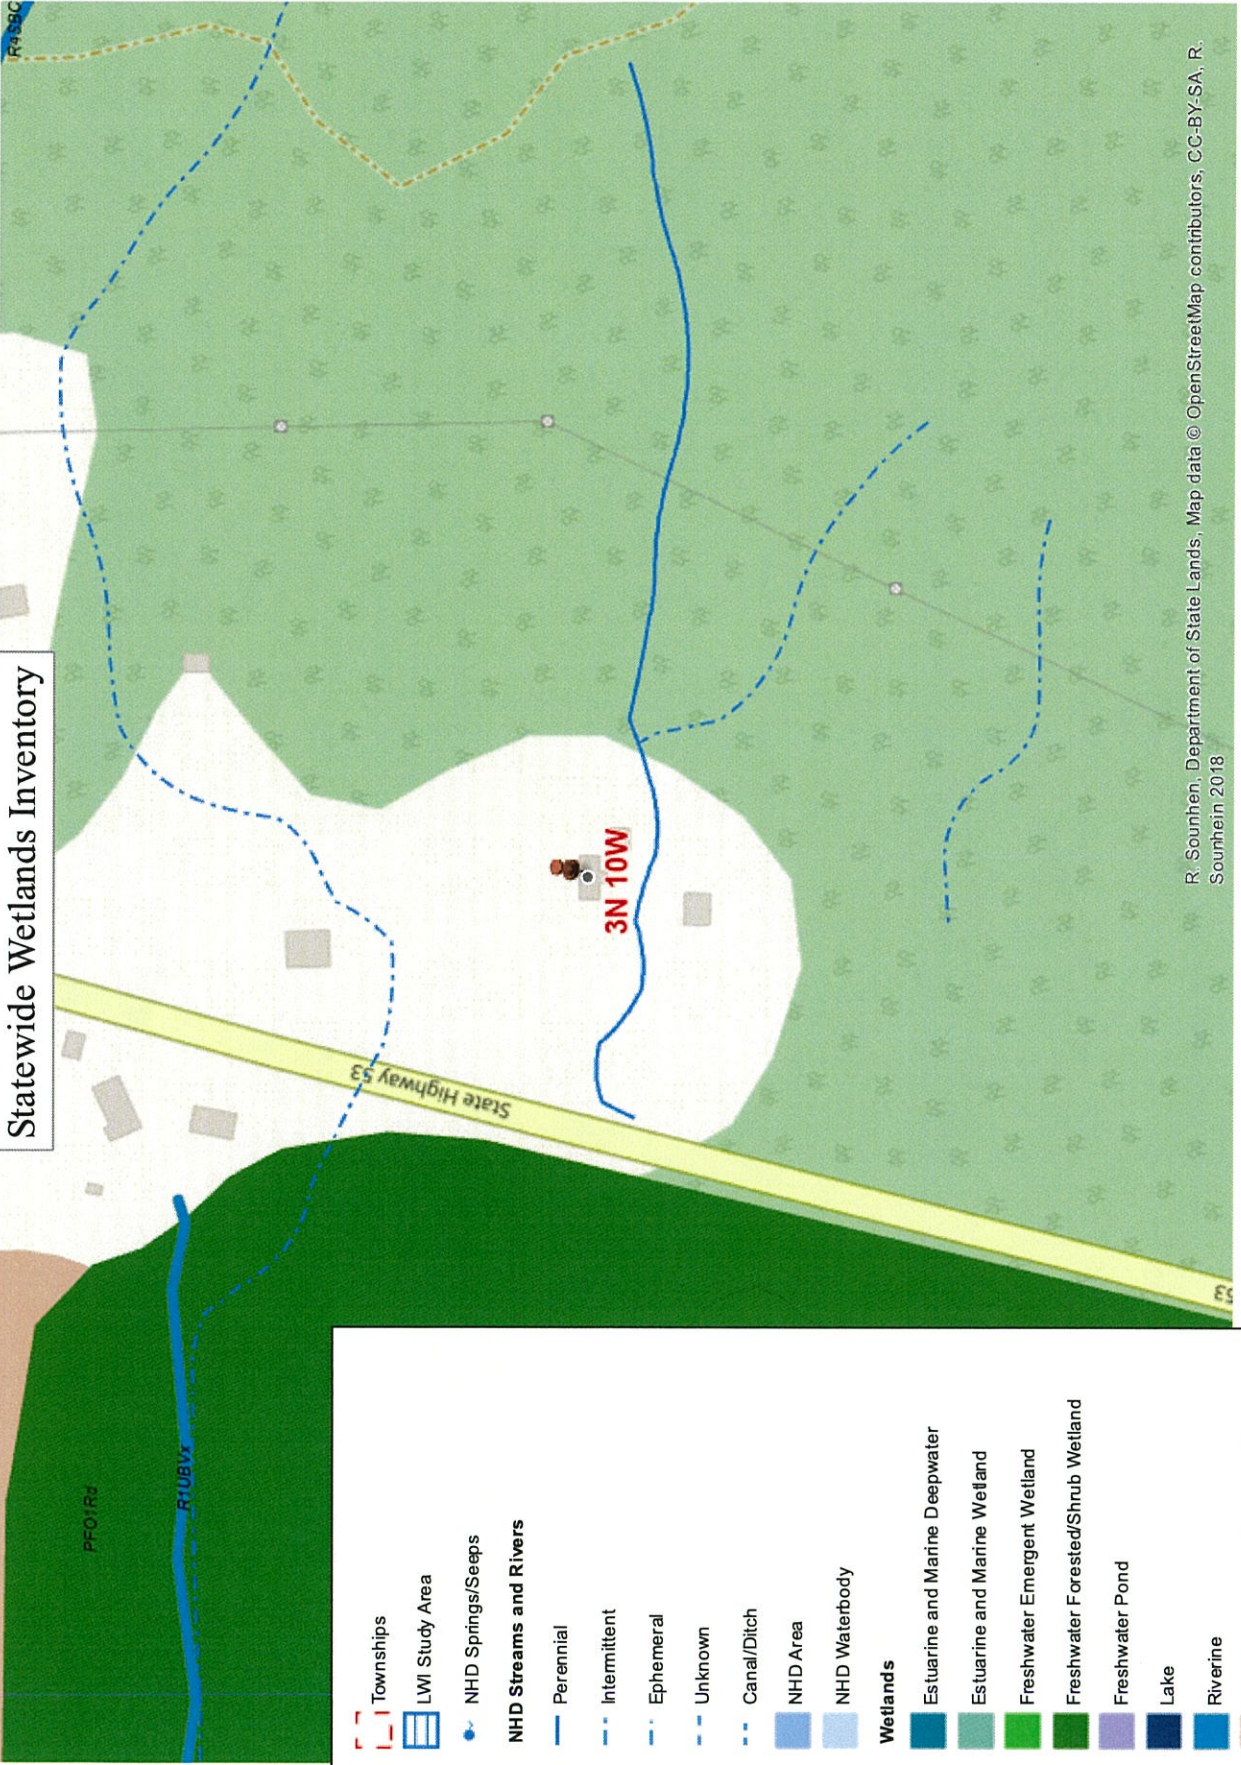 Statewide Wetlands Inventory
R4SBC
State Highway 53
3N 10W
PFO1Rd
R1UBVx
53
Townships
LWI Study Area
NHD Springs/Seeps
NHD Streams and Rivers
Perennial
Intermittent
Ephemeral
Unknown
Canal/Ditch
NHD Area
NHD Waterbody
Wetlands
Estuarine and Marine Deepwater
Estuarine and Marine Wetland
Freshwater Emergent Wetland
Freshwater Forested/Shrub Wetland
Freshwater Pond
Lake
Riverine
R. Sounhen, Department of State Lands, Map data © OpenStreetMap contributors, CC-BY-SA, R.
Sounhein 2018